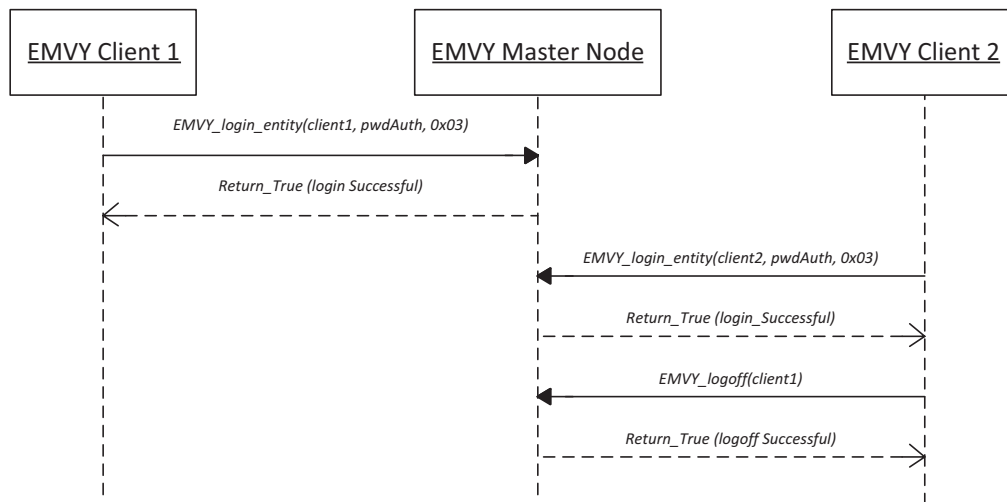 EMVY Client 1
EMVY Master Node
EMVY Client 2
EMVY_login_entity(client1, pwdAuth, 0x03)
Return_True (login Successful)
EMVY_login_entity(client2, pwdAuth, 0x03)
Return_True (login_Successful)
EMVY_logoff(client1)
Return_True (logoff Successful)